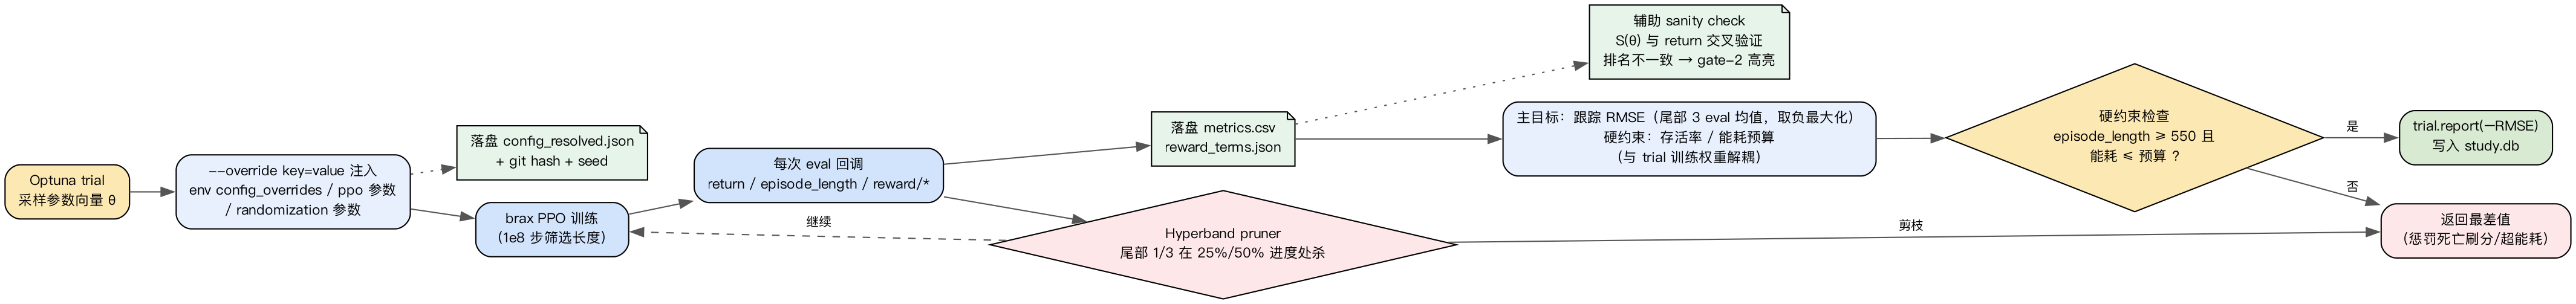 Optuna trial
采样参数向量 θ
--override key=value 注入
env config_overrides / ppo 参数
/ randomization 参数
落盘 config_resolved.json
+ git hash + seed
brax PPO 训练
(1e8 步筛选长度)
每次 eval 回调
return / episode_length / reward/*
继续
Hyperband pruner
尾部 1/3 在 25%/50% 进度处杀
落盘 metrics.csv
reward_terms.json
辅助 sanity check
S(θ) 与 return 交叉验证
排名不一致 → gate-2 高亮
主目标：跟踪 RMSE（尾部 3 eval 均值，取负最大化）
硬约束：存活率 / 能耗预算
(与 trial 训练权重解耦)
剪枝
硬约束检查
episode_length ≥ 550 且
能耗 ≤ 预算 ？
是
否
trial.report(−RMSE)
写入 study.db
返回最差值
(惩罚死亡刷分/超能耗)